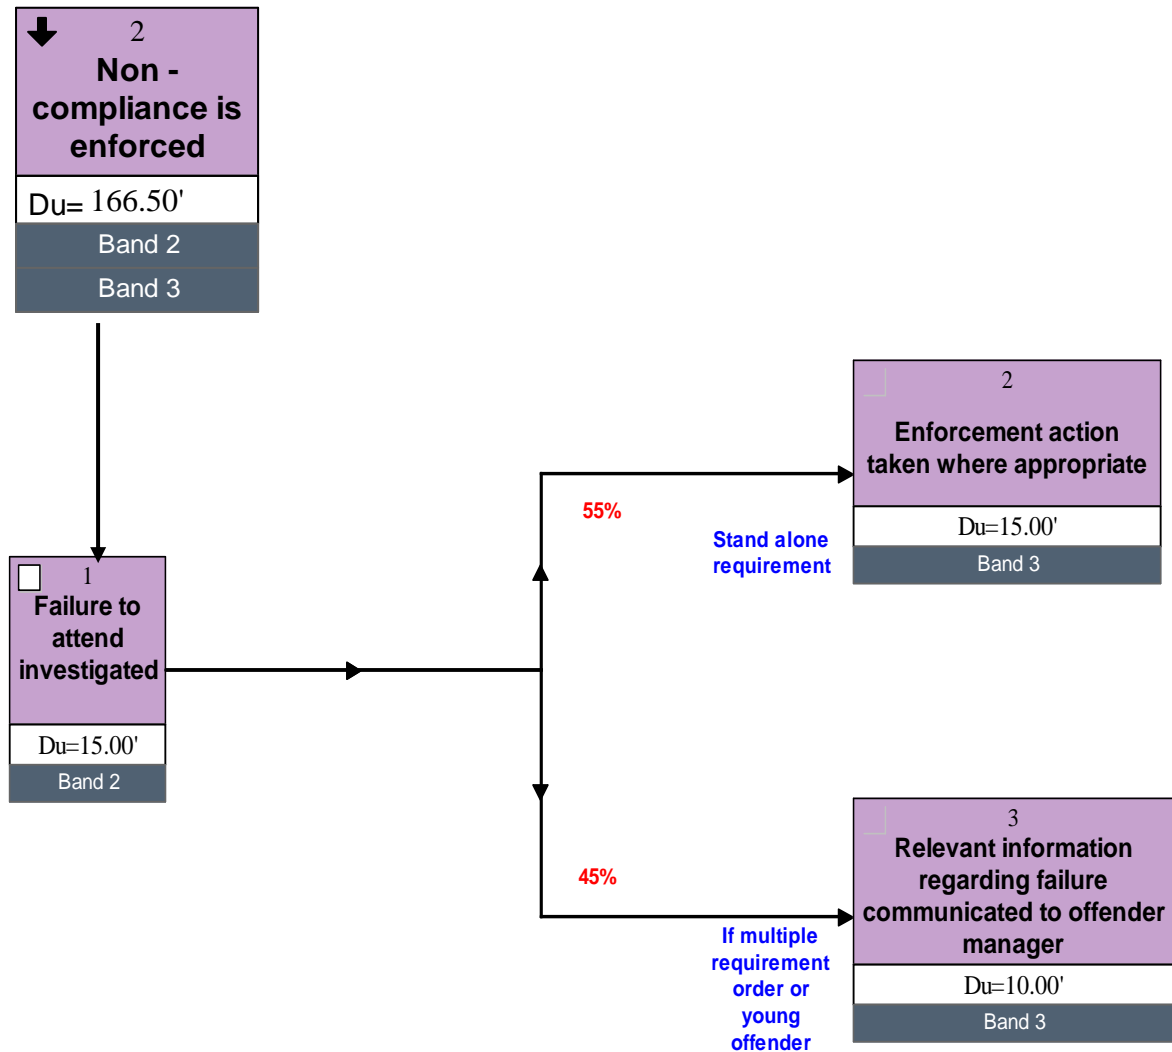 2
Non -
compliance is
enforced
Du= 166.50'
Band 2
Band 3
1
Failure to
attend
investigated
Du=15.00'
Band 2
55%
Stand alone
requirement
2
Enforcement action
taken where appropriate
Du=15.00'
Band 3
45%
If multiple
requirement
order or
young
offender
3
Relevant information
regarding failure
communicated to offender
manager
Du=10.00'
Band 3